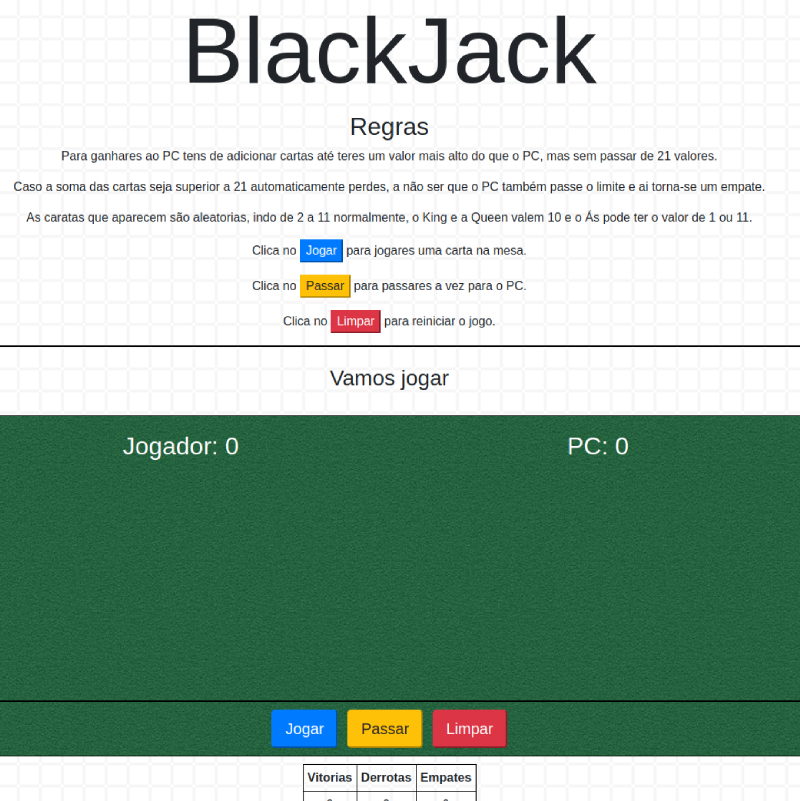 BlackJack
Regras
Para ganhares ao PC tens de adicionar cartas até teres um valor mais alto do que o PC, mas sem passar de 21 valores.
Caso a soma das cartas seja superior a 21 automaticamente perdes, a não ser que o PC também passe o limite e ai torna-se um empate.
As caratas que aparecem são aleatorias, indo de 2 a 11 normalmente, o King e a Queen valem 10 e o Ás pode ter o valor de 1 ou 11.
Clica no Jogar para jogares uma carta na mesa.
Clica no Passar para passares a vez para o PC.
Clica no Limpar para reiniciar o jogo.
Vamos jogar
Jogador: 0 PC: 0
Jogar Passar Limpar
Vitorias Derrotas Empates